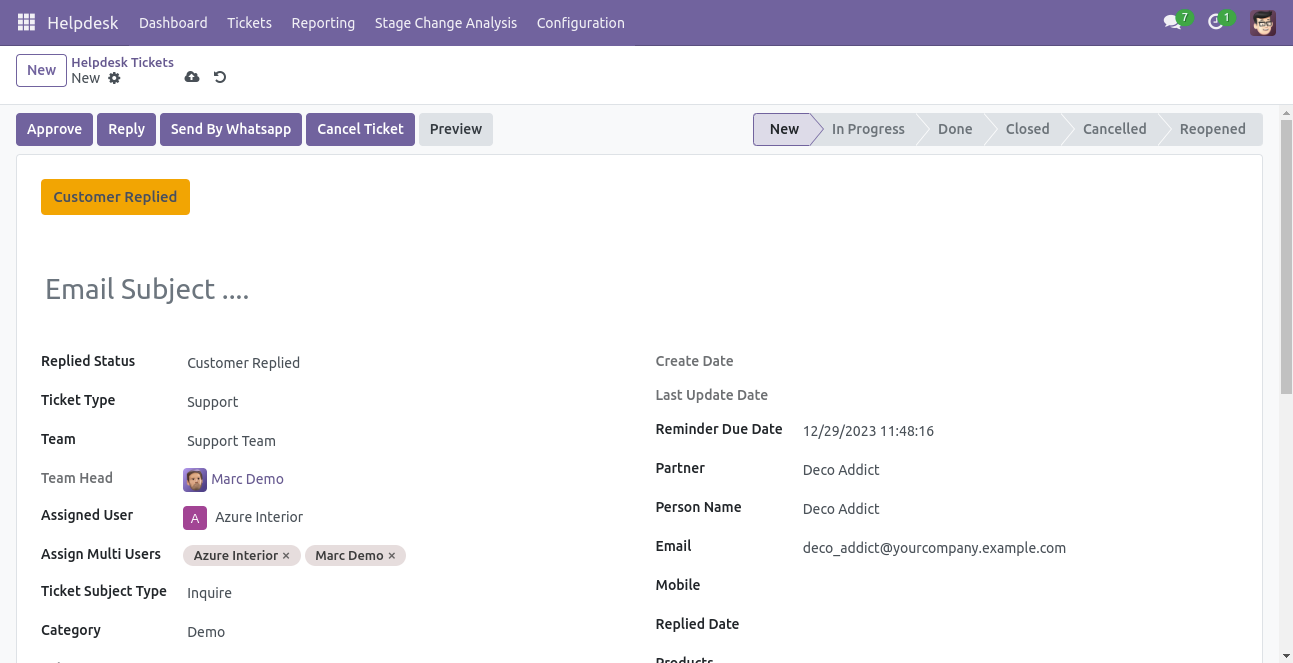 Helpdesk Dashboard Tickets Reporting Stage Change Analysis Configuration 7 1
New Helpdesk Tickets
New
Approve Reply Send By Whatsapp Cancel Ticket Preview New In Progress Done Closed Cancelled Reopened
Customer Replied
Email Subject ....
Replied Status Customer Replied
Ticket Type Support
Team Support Team
Team Head Marc Demo
Assigned User A Azure Interior
Assign Multi Users Azure Interior × Marc Demo ×
Ticket Subject Type Inquire
Category Demo
Create Date
Last Update Date
Reminder Due Date 12/29/2023 11:48:16
Partner Deco Addict
Person Name Deco Addict
Email deco_addict@yourcompany.example.com
Mobile
Replied Date
Products